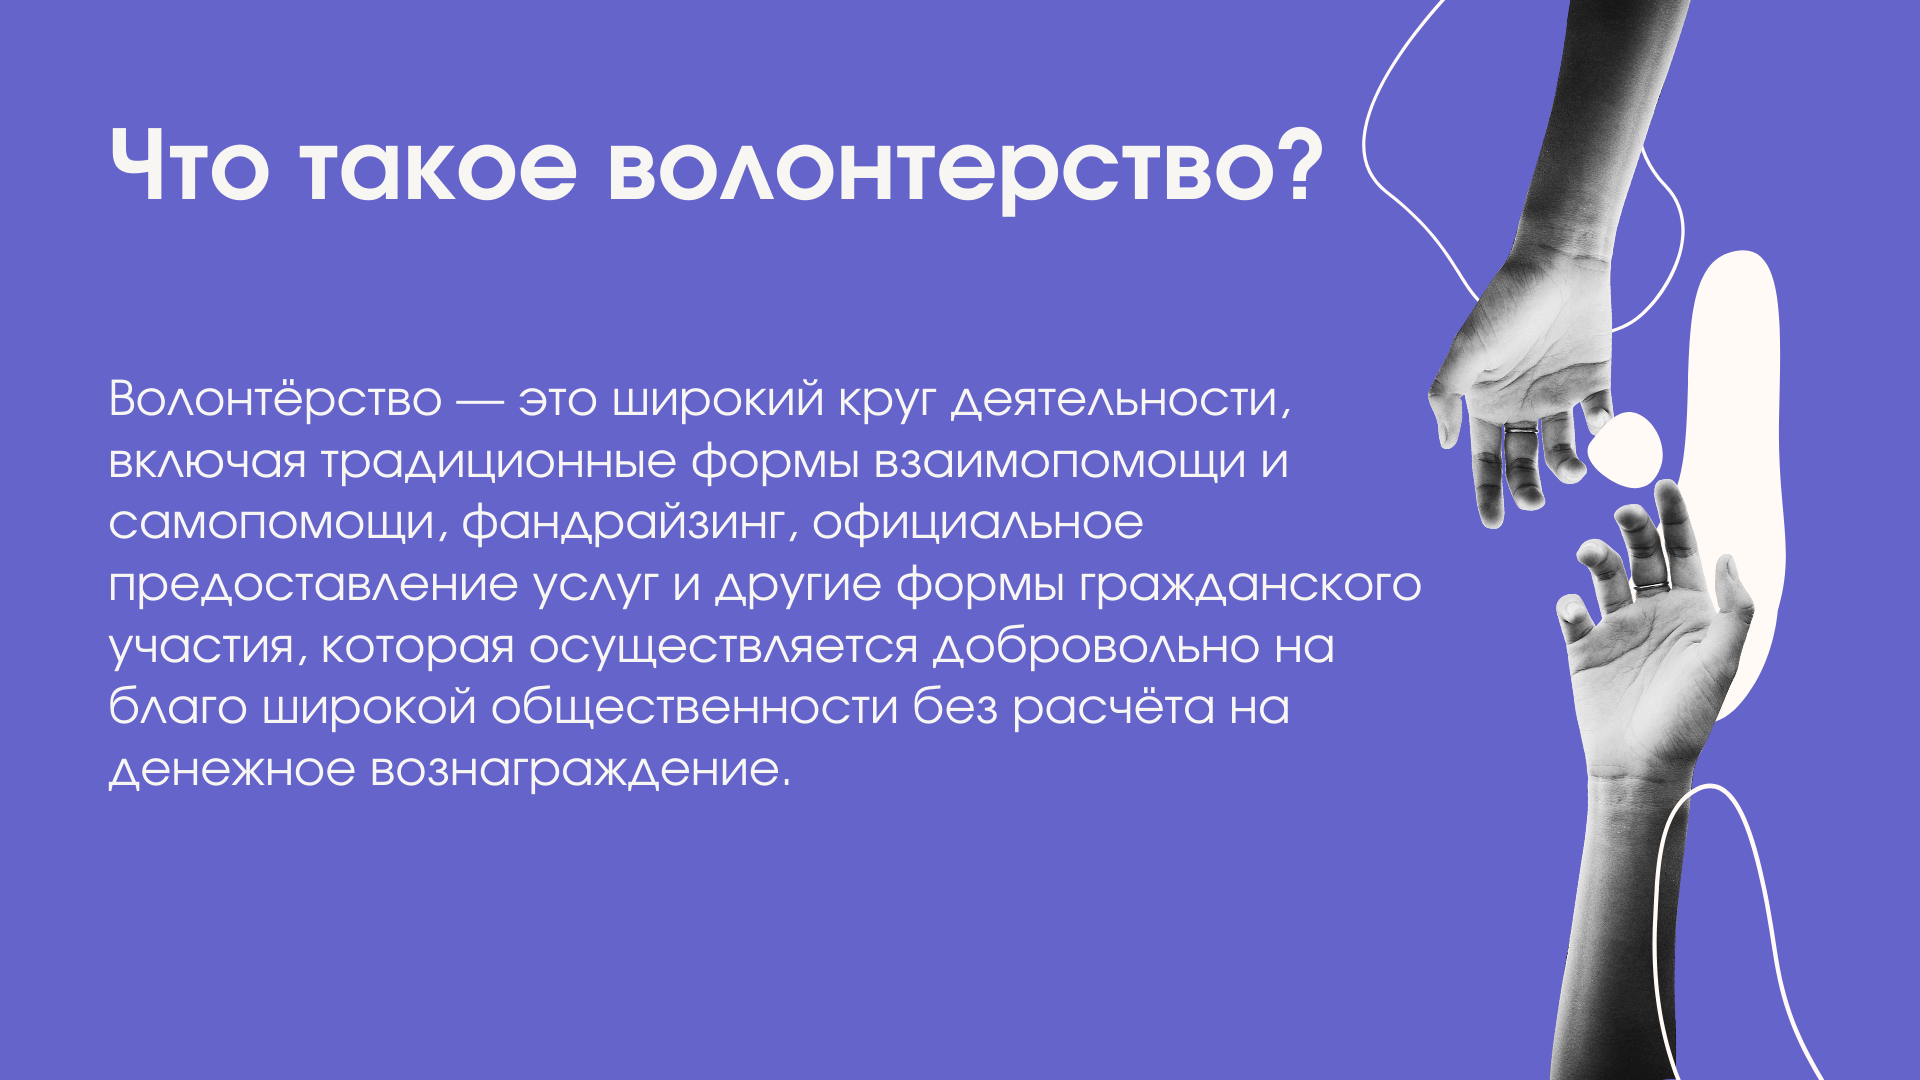 Что такое волонтерство?
Волонтёрство — это широкий круг деятельности,
включая традиционные формы взаимопомощи и
самопомощи, фандрайзинг, официальное
предоставление услуг и другие формы гражданского
участия, которая осуществляется добровольно на
благо широкой общественности без расчёта на
денежное вознаграждение.